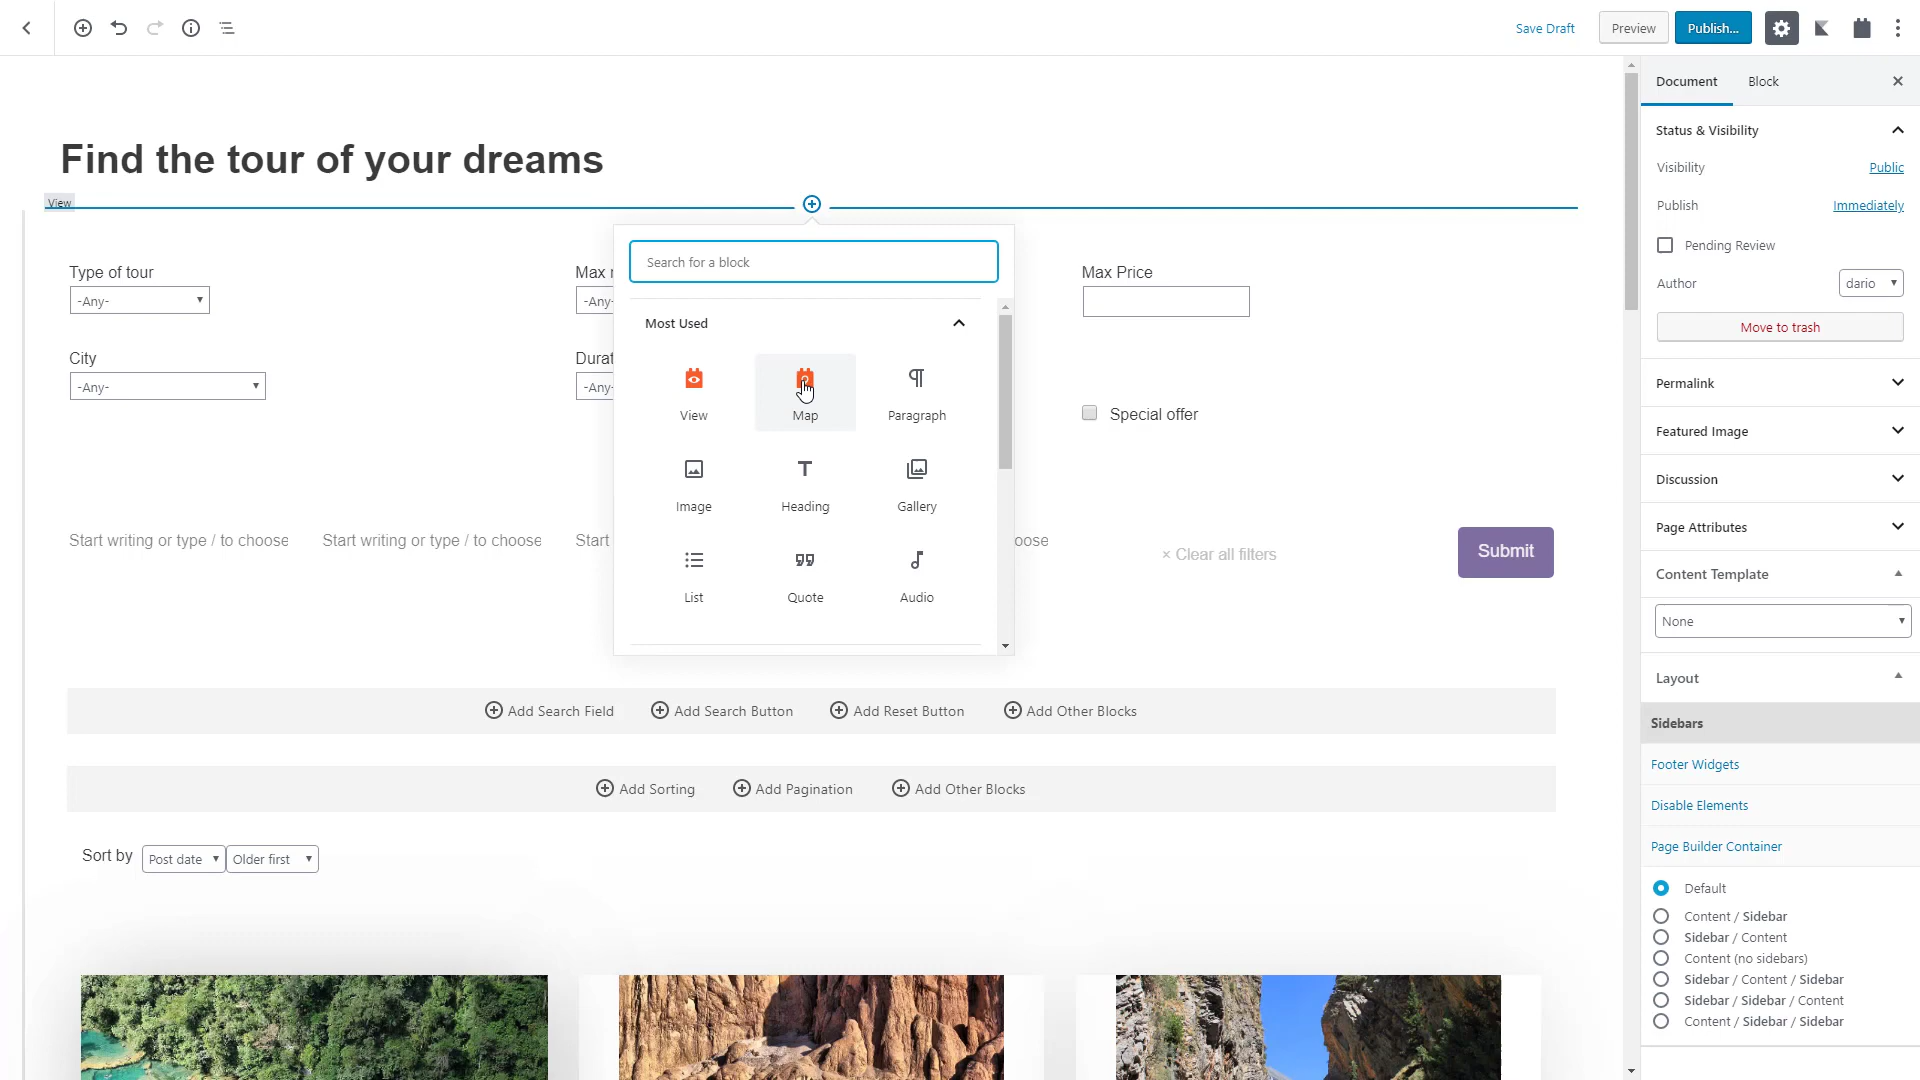 Save Draft
Preview
Publish...
Document
Block
Find the tour of your dreams
View
Type of tour
-Any-
City
-Any-
Max
-Any-
Durat
-Any-
Max Price
Special offer
Search for a block
Most Used
View
Map
Paragraph
Image
Heading
Gallery
List
Quote
Audio
Start writing or type / to choose
Start writing or type / to choose
Start
oose
× Clear all filters
Submit
Add Search Field
Add Search Button
Add Reset Button
Add Other Blocks
Add Sorting
Add Pagination
Add Other Blocks
Sort by
Post date
Older first
Status & Visibility
Visibility
Public
Publish
Immediately
Pending Review
Author
dario
Move to trash
Permalink
Featured Image
Discussion
Page Attributes
Content Template
None
Layout
Sidebars
Footer Widgets
Disable Elements
Page Builder Container
Default
Content / Sidebar
Sidebar / Content
Content (no sidebars)
Sidebar / Content / Sidebar
Sidebar / Sidebar / Content
Content / Sidebar / Sidebar